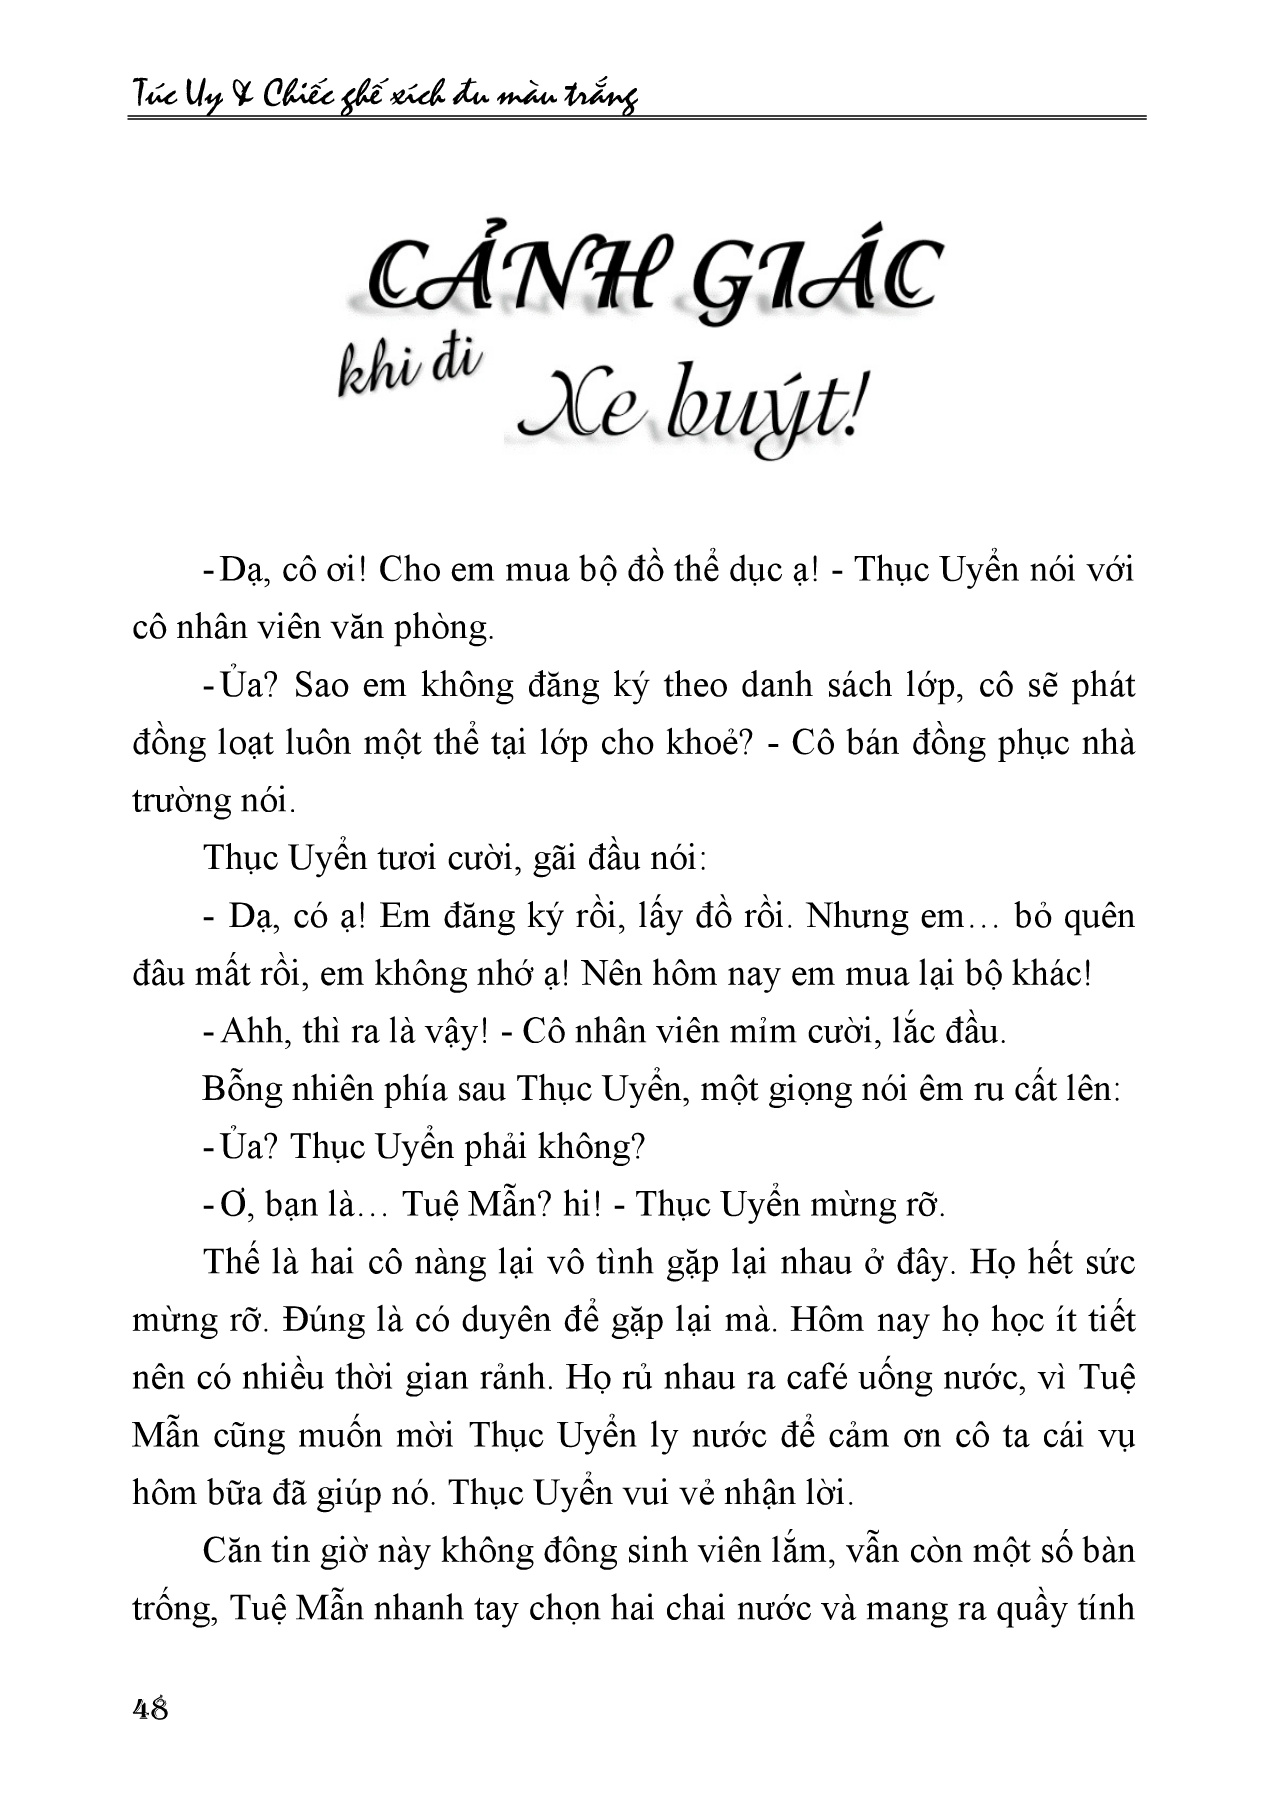 Túc Uy & Chiếc ghế xích đu màu trắng
CẢNH GIÁC
khi đi
Xe buýt!
- Dạ, cô ơi! Cho em mua bộ đồ thể dục ạ! - Thục Uyển nói với
cô nhân viên văn phòng.
- Ủa? Sao em không đăng ký theo danh sách lớp, cô sẽ phát
đồng loạt luôn một thể tại lớp cho khoẻ? - Cô bán đồng phục nhà
trường nói.
Thục Uyển tươi cười, gãi đầu nói:
- Dạ, có ạ! Em đăng ký rồi, lấy đồ rồi. Nhưng em… bỏ quên
đâu mất rồi, em không nhớ ạ! Nên hôm nay em mua lại bộ khác!
- Ahh, thì ra là vậy! - Cô nhân viên mỉm cười, lắc đầu.
Bỗng nhiên phía sau Thục Uyển, một giọng nói êm ru cất lên:
- Ủa? Thục Uyển phải không?
- Ơ, bạn là… Tuệ Mẫn? hi! - Thục Uyển mừng rỡ.
Thế là hai cô nàng lại vô tình gặp lại nhau ở đây. Họ hết sức
mừng rỡ. Đúng là có duyên để gặp lại mà. Hôm nay họ học ít tiết
nên có nhiều thời gian rảnh. Họ rủ nhau ra café uống nước, vì Tuệ
Mẫn cũng muốn mời Thục Uyển ly nước để cảm ơn cô ta cái vụ
hôm bữa đã giúp nó. Thục Uyển vui vẻ nhận lời.
Căn tin giờ này không đông sinh viên lắm, vẫn còn một số bàn
trống, Tuệ Mẫn nhanh tay chọn hai chai nước và mang ra quầy tính
48